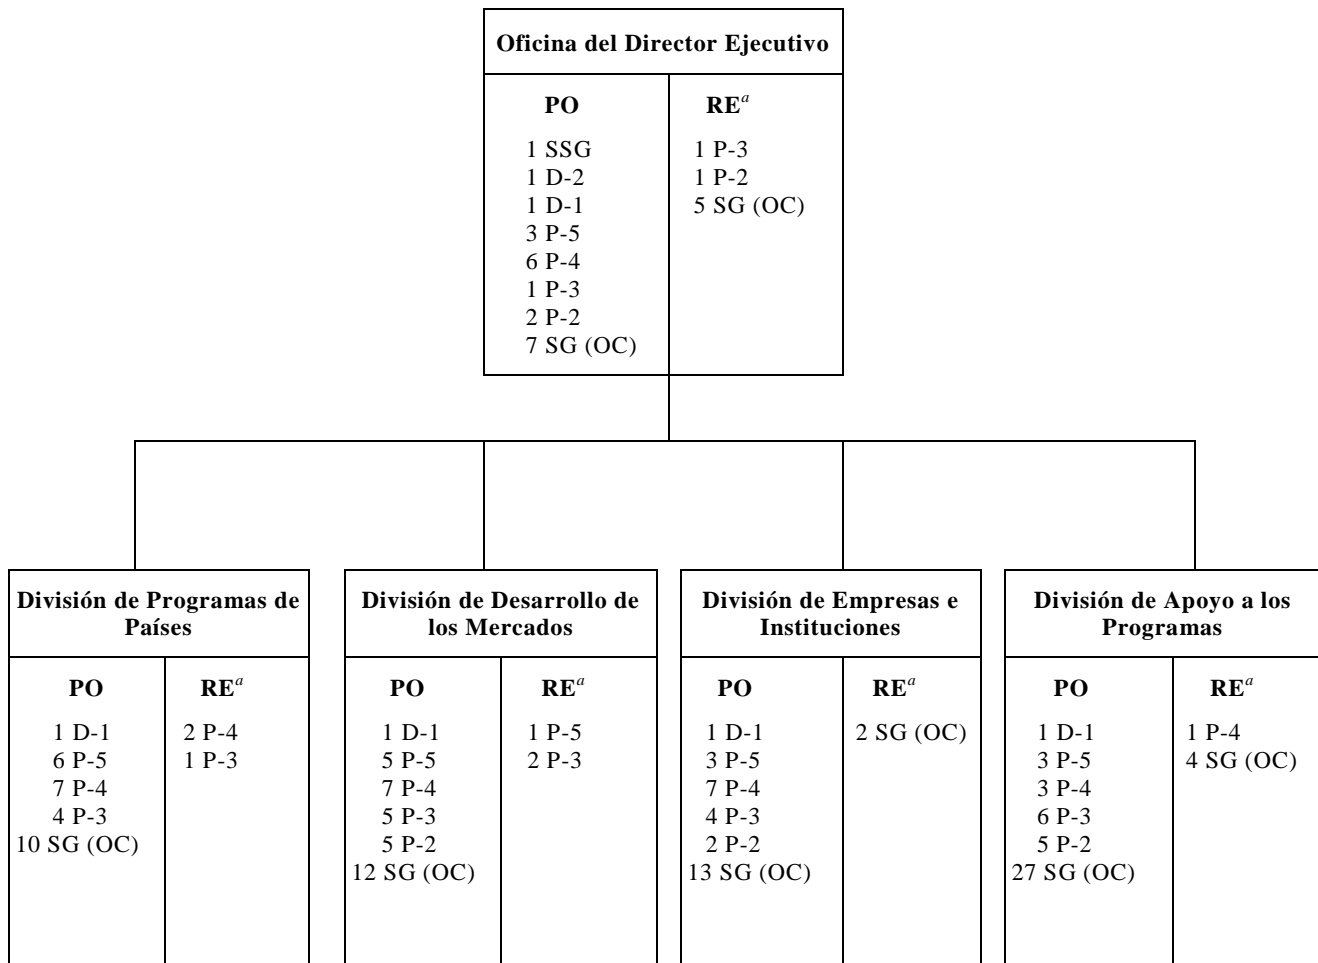 Oficina del Director Ejecutivo
PO
1 SSG
1 D-2
1 D-1
3 P-5
6 P-4
1 P-3
2 P-2
7 SG (OC)
REa
1 P-3
1 P-2
5 SG (OC)
División de Programas de
Países
PO
1 D-1
6 P-5
7 P-4
4 P-3
10 SG (OC)
REa
2 P-4
1 P-3
División de Desarrollo de
los Mercados
PO
1 D-1
5 P-5
7 P-4
5 P-3
5 P-2
12 SG (OC)
REa
1 P-5
2 P-3
División de Empresas e
Instituciones
PO
1 D-1
3 P-5
7 P-4
4 P-3
2 P-2
13 SG (OC)
REa
2 SG (OC)
División de Apoyo a los
Programas
PO
1 D-1
3 P-5
3 P-4
6 P-3
5 P-2
27 SG (OC)
REa
1 P-4
4 SG (OC)